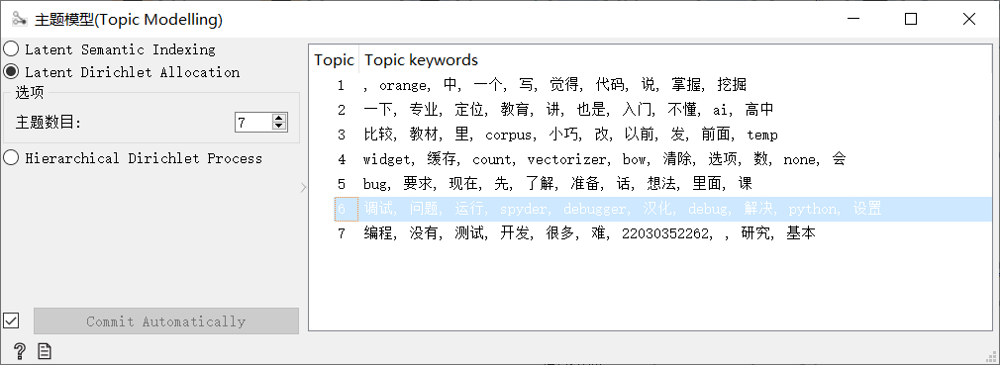 主题模型(Topic Modelling)
Latent Semantic Indexing
Latent Dirichlet Allocation
选项
主题数目: 7
Hierarchical Dirichlet Process
Commit Automatically
Topic Topic keywords
1 , orange, 中, 一个, 写, 觉得, 代码, 说, 掌握, 挖掘
2 一下, 专业, 定位, 教育, 讲, 也是, 入门, 不懂, ai, 高中
3 比较, 教材, 里, corpus, 小巧, 改, 以前, 发, 前面, temp
4 widget, 缓存, count, vectorizer, bow, 清除, 选项, 数, none, 会
5 bug, 要求, 现在, 先, 了解, 准备, 话, 想法, 里面, 课
6 调试, 问题, 运行, spyder, debugger, 汉化, debug, 解决, python, 设置
7 编程, 没有, 测试, 开发, 很多, 难, 22030352262, , 研究, 基本